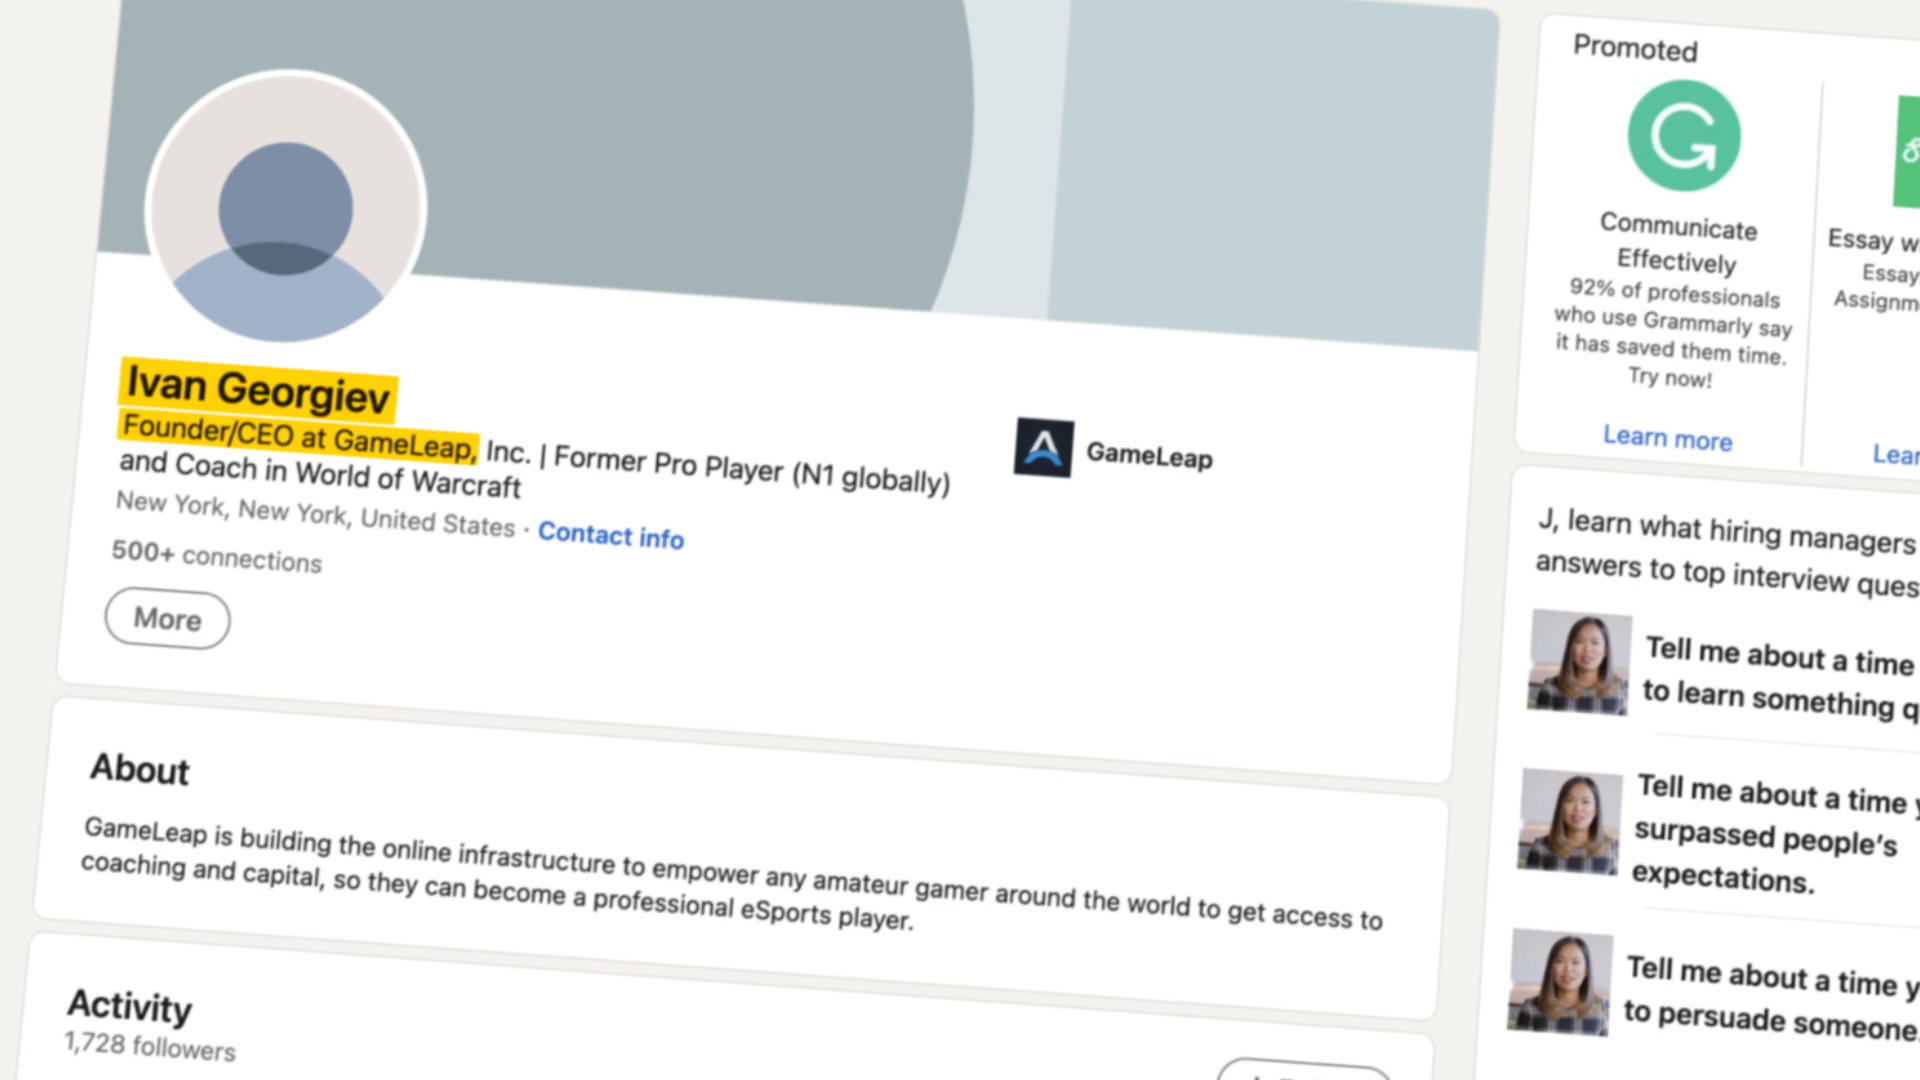 Ivan Georgiev
Founder/CEO at GameLeap, Inc. | Former Pro Player (N1 globally)
and Coach in World of Warcraft
New York, New York, United States · Contact info
500+ connections
More
GameLeap
About
GameLeap is building the online infrastructure to empower any amateur gamer around the world to get access to
coaching and capital, so they can become a professional eSports player.
Activity
1,728 followers
Promoted
Communicate
Effectively
92% of professionals
who use Grammarly say
it has saved them time.
Try now!
Learn more
Essay
Essay
J, learn what hiring managers
answers to top interview
Tell me about a time
to learn something
Tell me about a time
surpassed people's
expectations.
Tell me about a time
to persuade someone